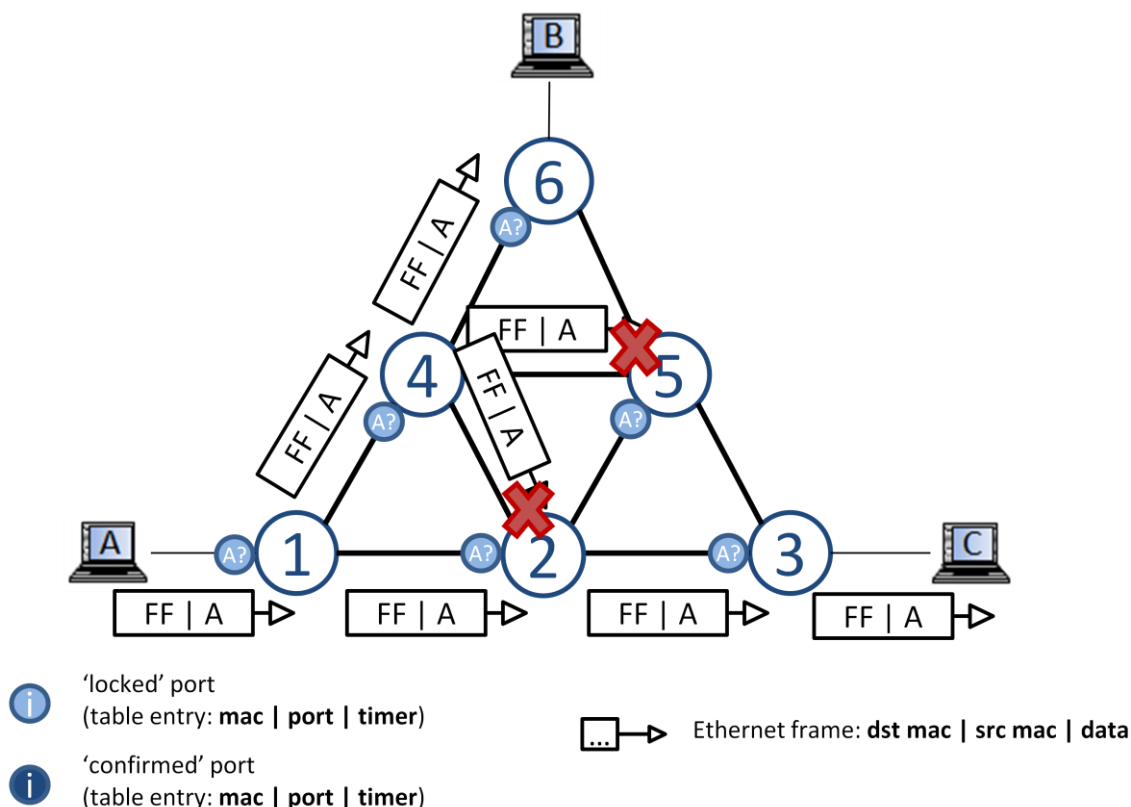 B
6
A?
FF | A
FF | A
FF | A
4
FF | A
5
A?
A?
A
A?
1
A?
2
A?
3
C
FF | A
FF | A
FF | A
FF | A
i
‘locked’ port
(table entry: mac | port | timer)
... Ethernet frame: dst mac | src mac | data
i
‘confirmed’ port
(table entry: mac | port | timer)